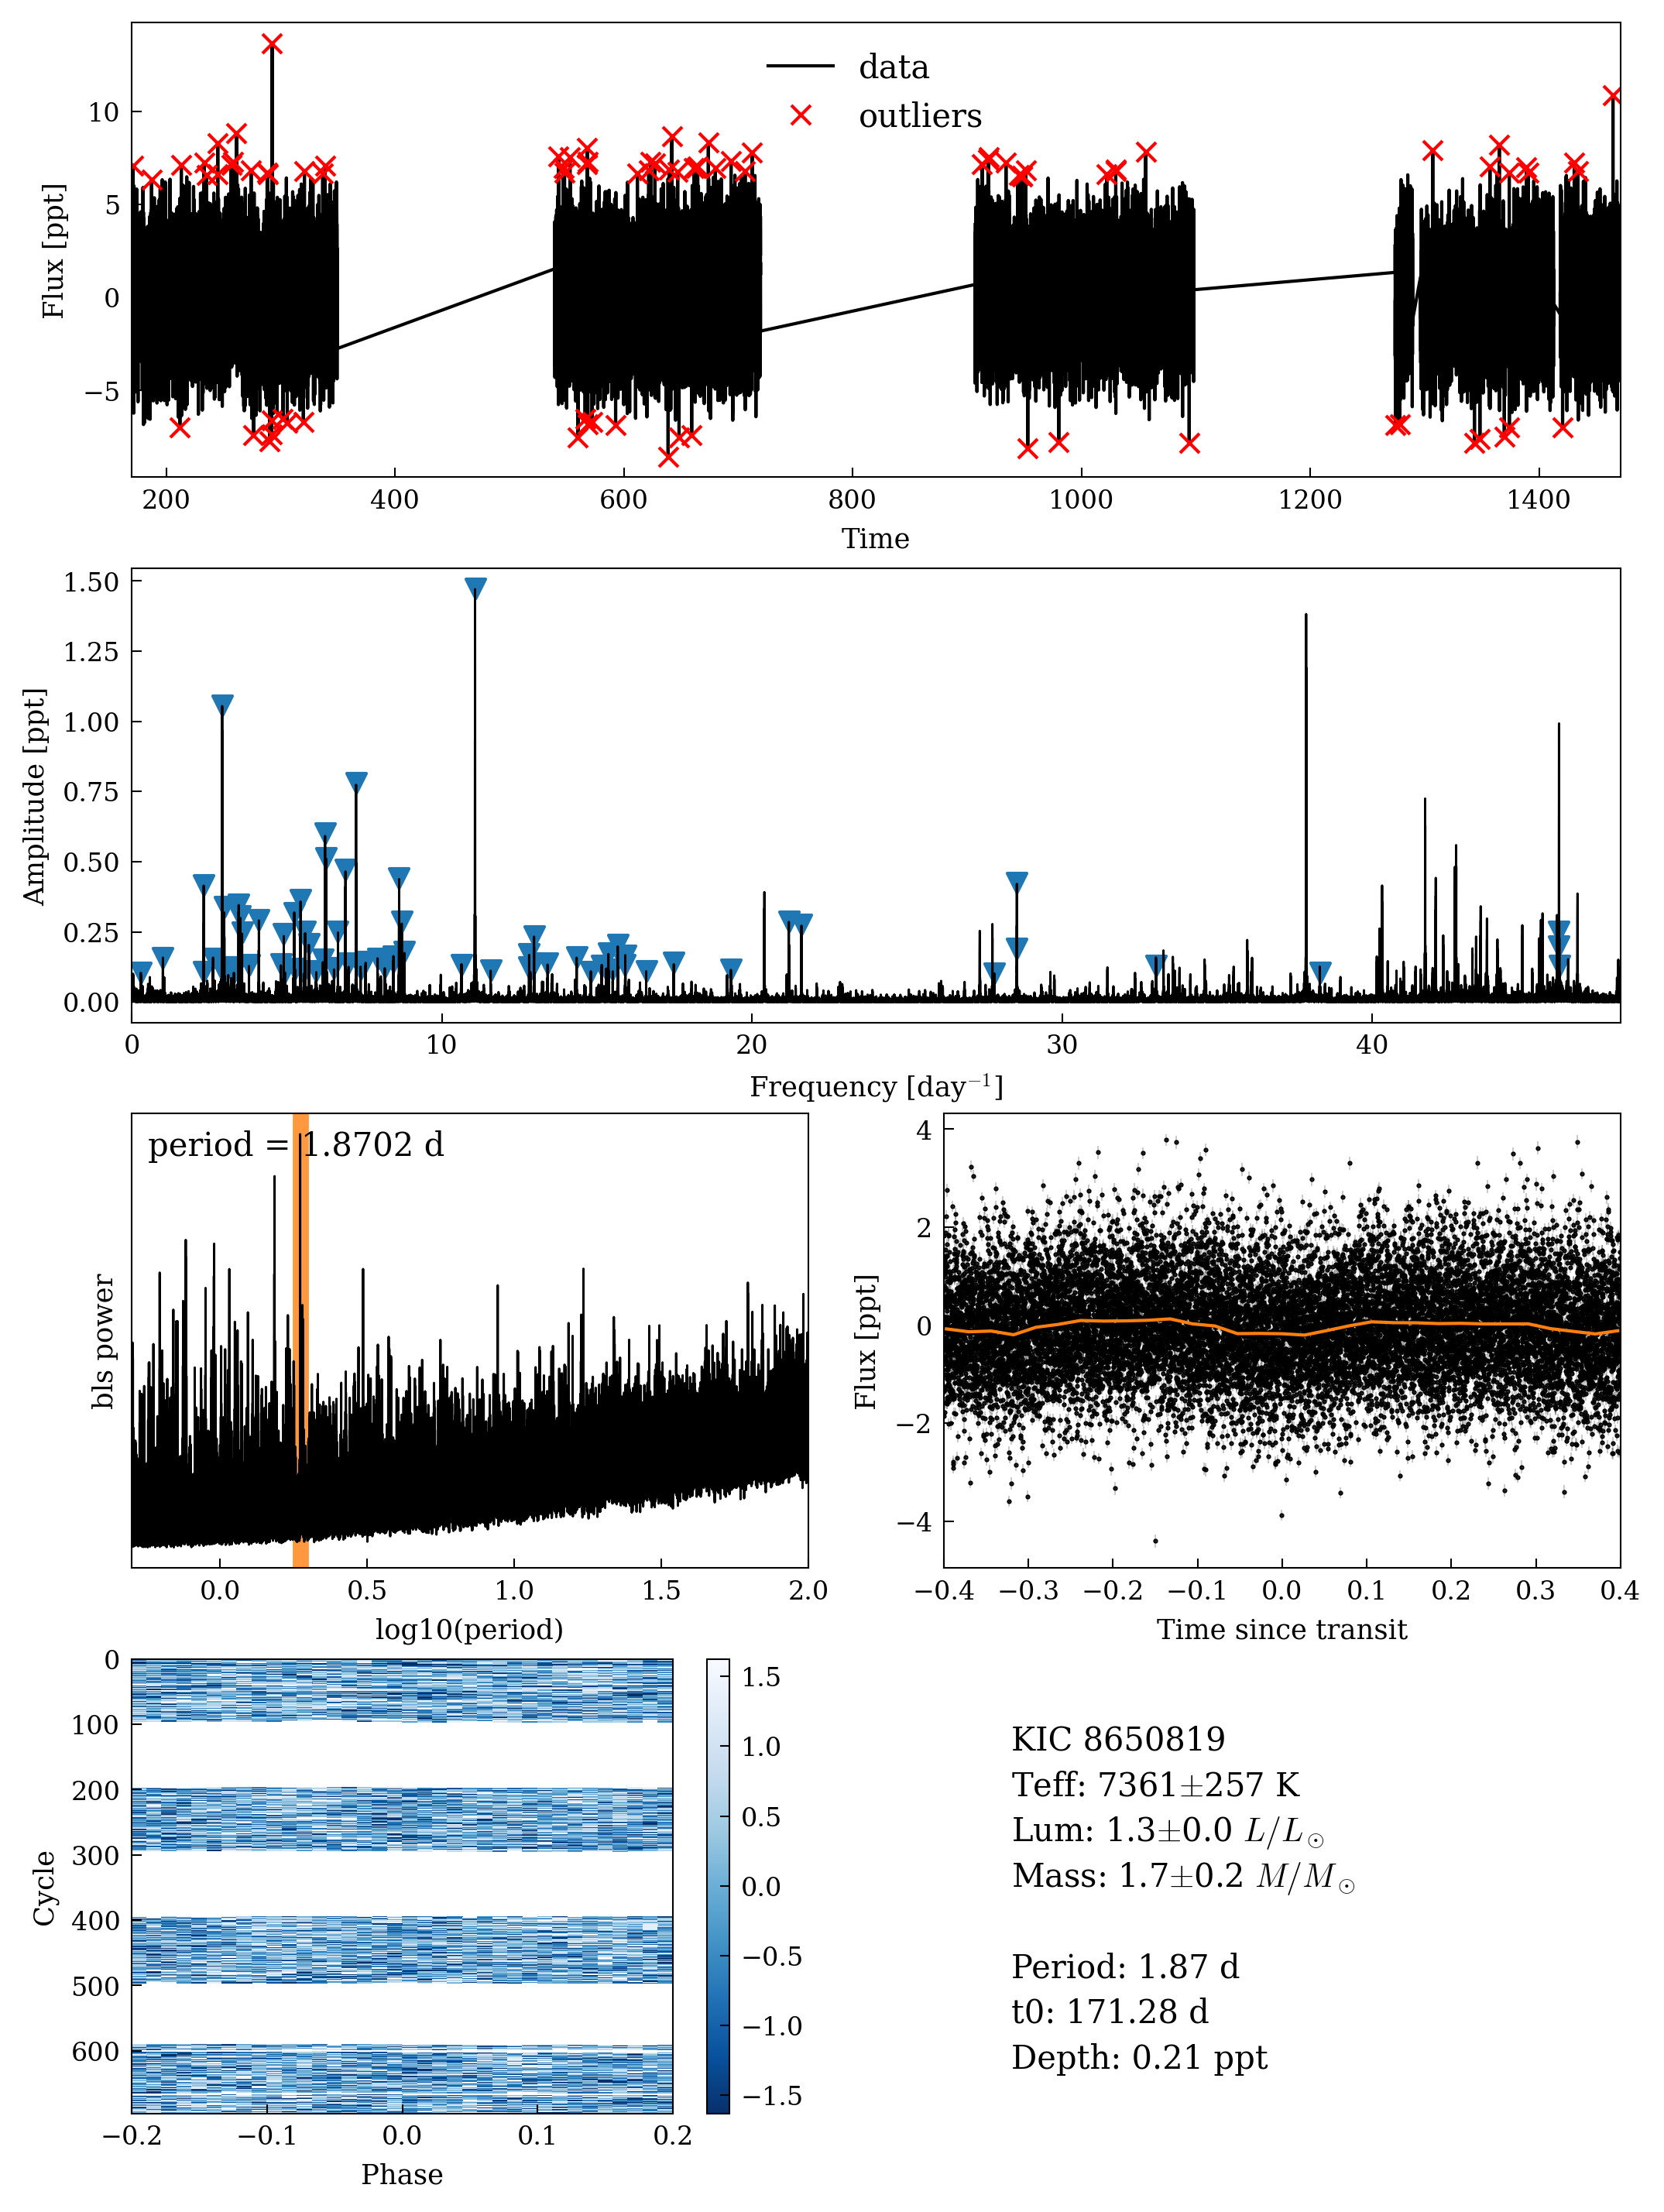 data
outliers
10
5
0
−5
Flux [ppt]
200 400 600 800 1000 1200 1400
Time
1.50
1.25
1.00
0.75
0.50
0.25
0.00
Amplitude [ppt]
0 10 20 30 40
Frequency [day⁻¹]
period = 1.8702 d
bls power
0.0 0.5 1.0 1.5 2.0
log10(period)
4
2
0
−2
−4
Flux [ppt]
−0.4 −0.3 −0.2 −0.1 0.0 0.1 0.2 0.3 0.4
Time since transit
0
100
200
300
400
500
600
Cycle
−0.2 −0.1 0.0 0.1 0.2
Phase
1.5
1.0
0.5
0.0
−0.5
−1.0
−1.5
KIC 8650819
Teff: 7361±257 K
Lum: 1.3±0.0 L/L⊙
Mass: 1.7±0.2 M/M⊙
Period: 1.87 d
t0: 171.28 d
Depth: 0.21 ppt